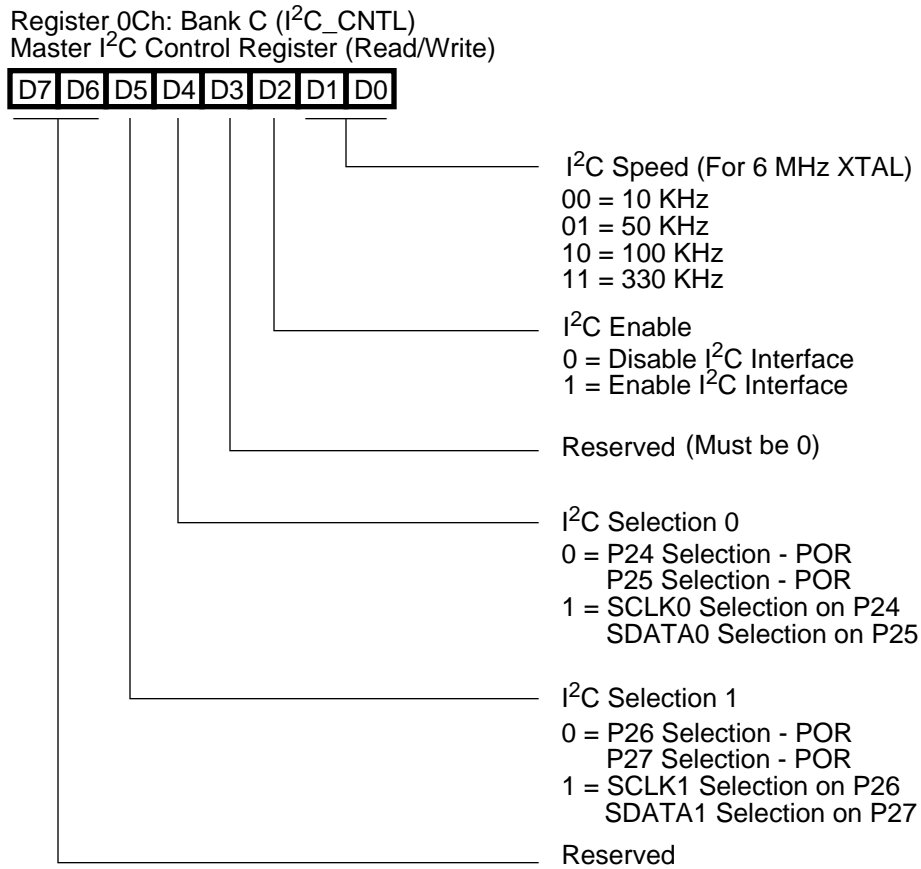 Register 0Ch: Bank C (I²C_CNTL)
Master I²C Control Register (Read/Write)
D7 D6 D5 D4 D3 D2 D1 D0
I²C Speed (For 6 MHz XTAL)
00 = 10 KHz
01 = 50 KHz
10 = 100 KHz
11 = 330 KHz
I²C Enable
0 = Disable I²C Interface
1 = Enable I²C Interface
Reserved (Must be 0)
I²C Selection 0
0 = P24 Selection - POR
P25 Selection - POR
1 = SCLK0 Selection on P24
SDATA0 Selection on P25
I²C Selection 1
0 = P26 Selection - POR
P27 Selection - POR
1 = SCLK1 Selection on P26
SDATA1 Selection on P27
Reserved